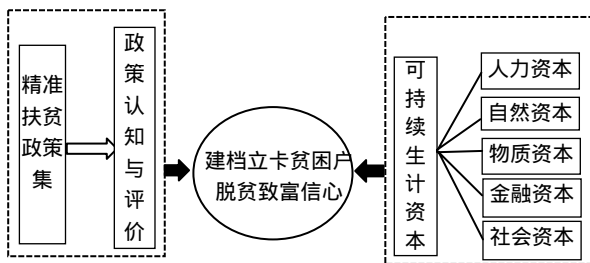 精准
扶贫
政策
集
政
策
认
知
与
评
价
建档立卡贫困户
脱贫致富信心
可
持
续
生
计
资
本
人力资本
自然资本
物质资本
金融资本
社会资本